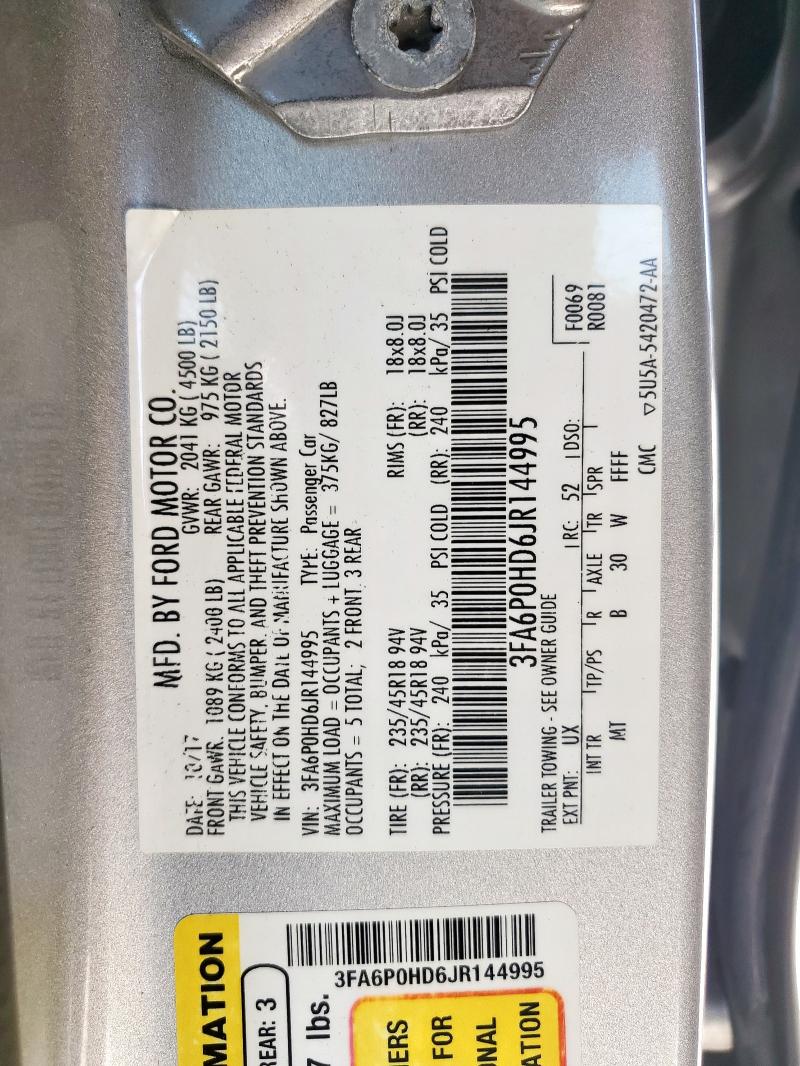 MFD. BY FORD MOTOR CO.
DATE: 10/17 GVWR: 2041 KG ( 4500 LB)
FRONT GAWR: 1089 KG ( 2400 LB) REAR GAWR: 975 KG ( 2150 LB)
THIS VEHICLE CONFORMS TO ALL APPLICABLE FEDERAL MOTOR
VEHICLE SAFETY, BUMPER, AND THEFT PREVENTION STANDARDS
IN EFFECT ON THE DATE OF MANUFACTURE SHOWN ABOVE.
VIN: 3FA6P0HD6JR144995 TYPE: Passenger Car
MAXIMUM LOAD = OCCUPANTS + LUGGAGE = 375KG/ 827LB
OCCUPANTS = 5 TOTAL; 2 FRONT, 3 REAR
TIRE (FR): 235/45R18 94V RIMS (FR): 18x8.0J
(RR): 235/45R18 94V (RR): 18x8.0J
PRESSURE (FR): 240 kPa/ 35 PSI COLD (RR): 240 kPa/ 35 PSI COLD
3FA6P0HD6JR144995
TRAILER TOWING - SEE OWNER GUIDE
F0069
R0081
EXT PNT: UX RC: 52 DSO:
INT TR TP/PS R AXLE TR SPR
MT B 30 W FFFF
CMC ▽5U5A-5420472-AA
MATION
REAR: 3
7 lbs.
3FA6P0HD6JR144995
ERS
FOR
ONAL
ATION